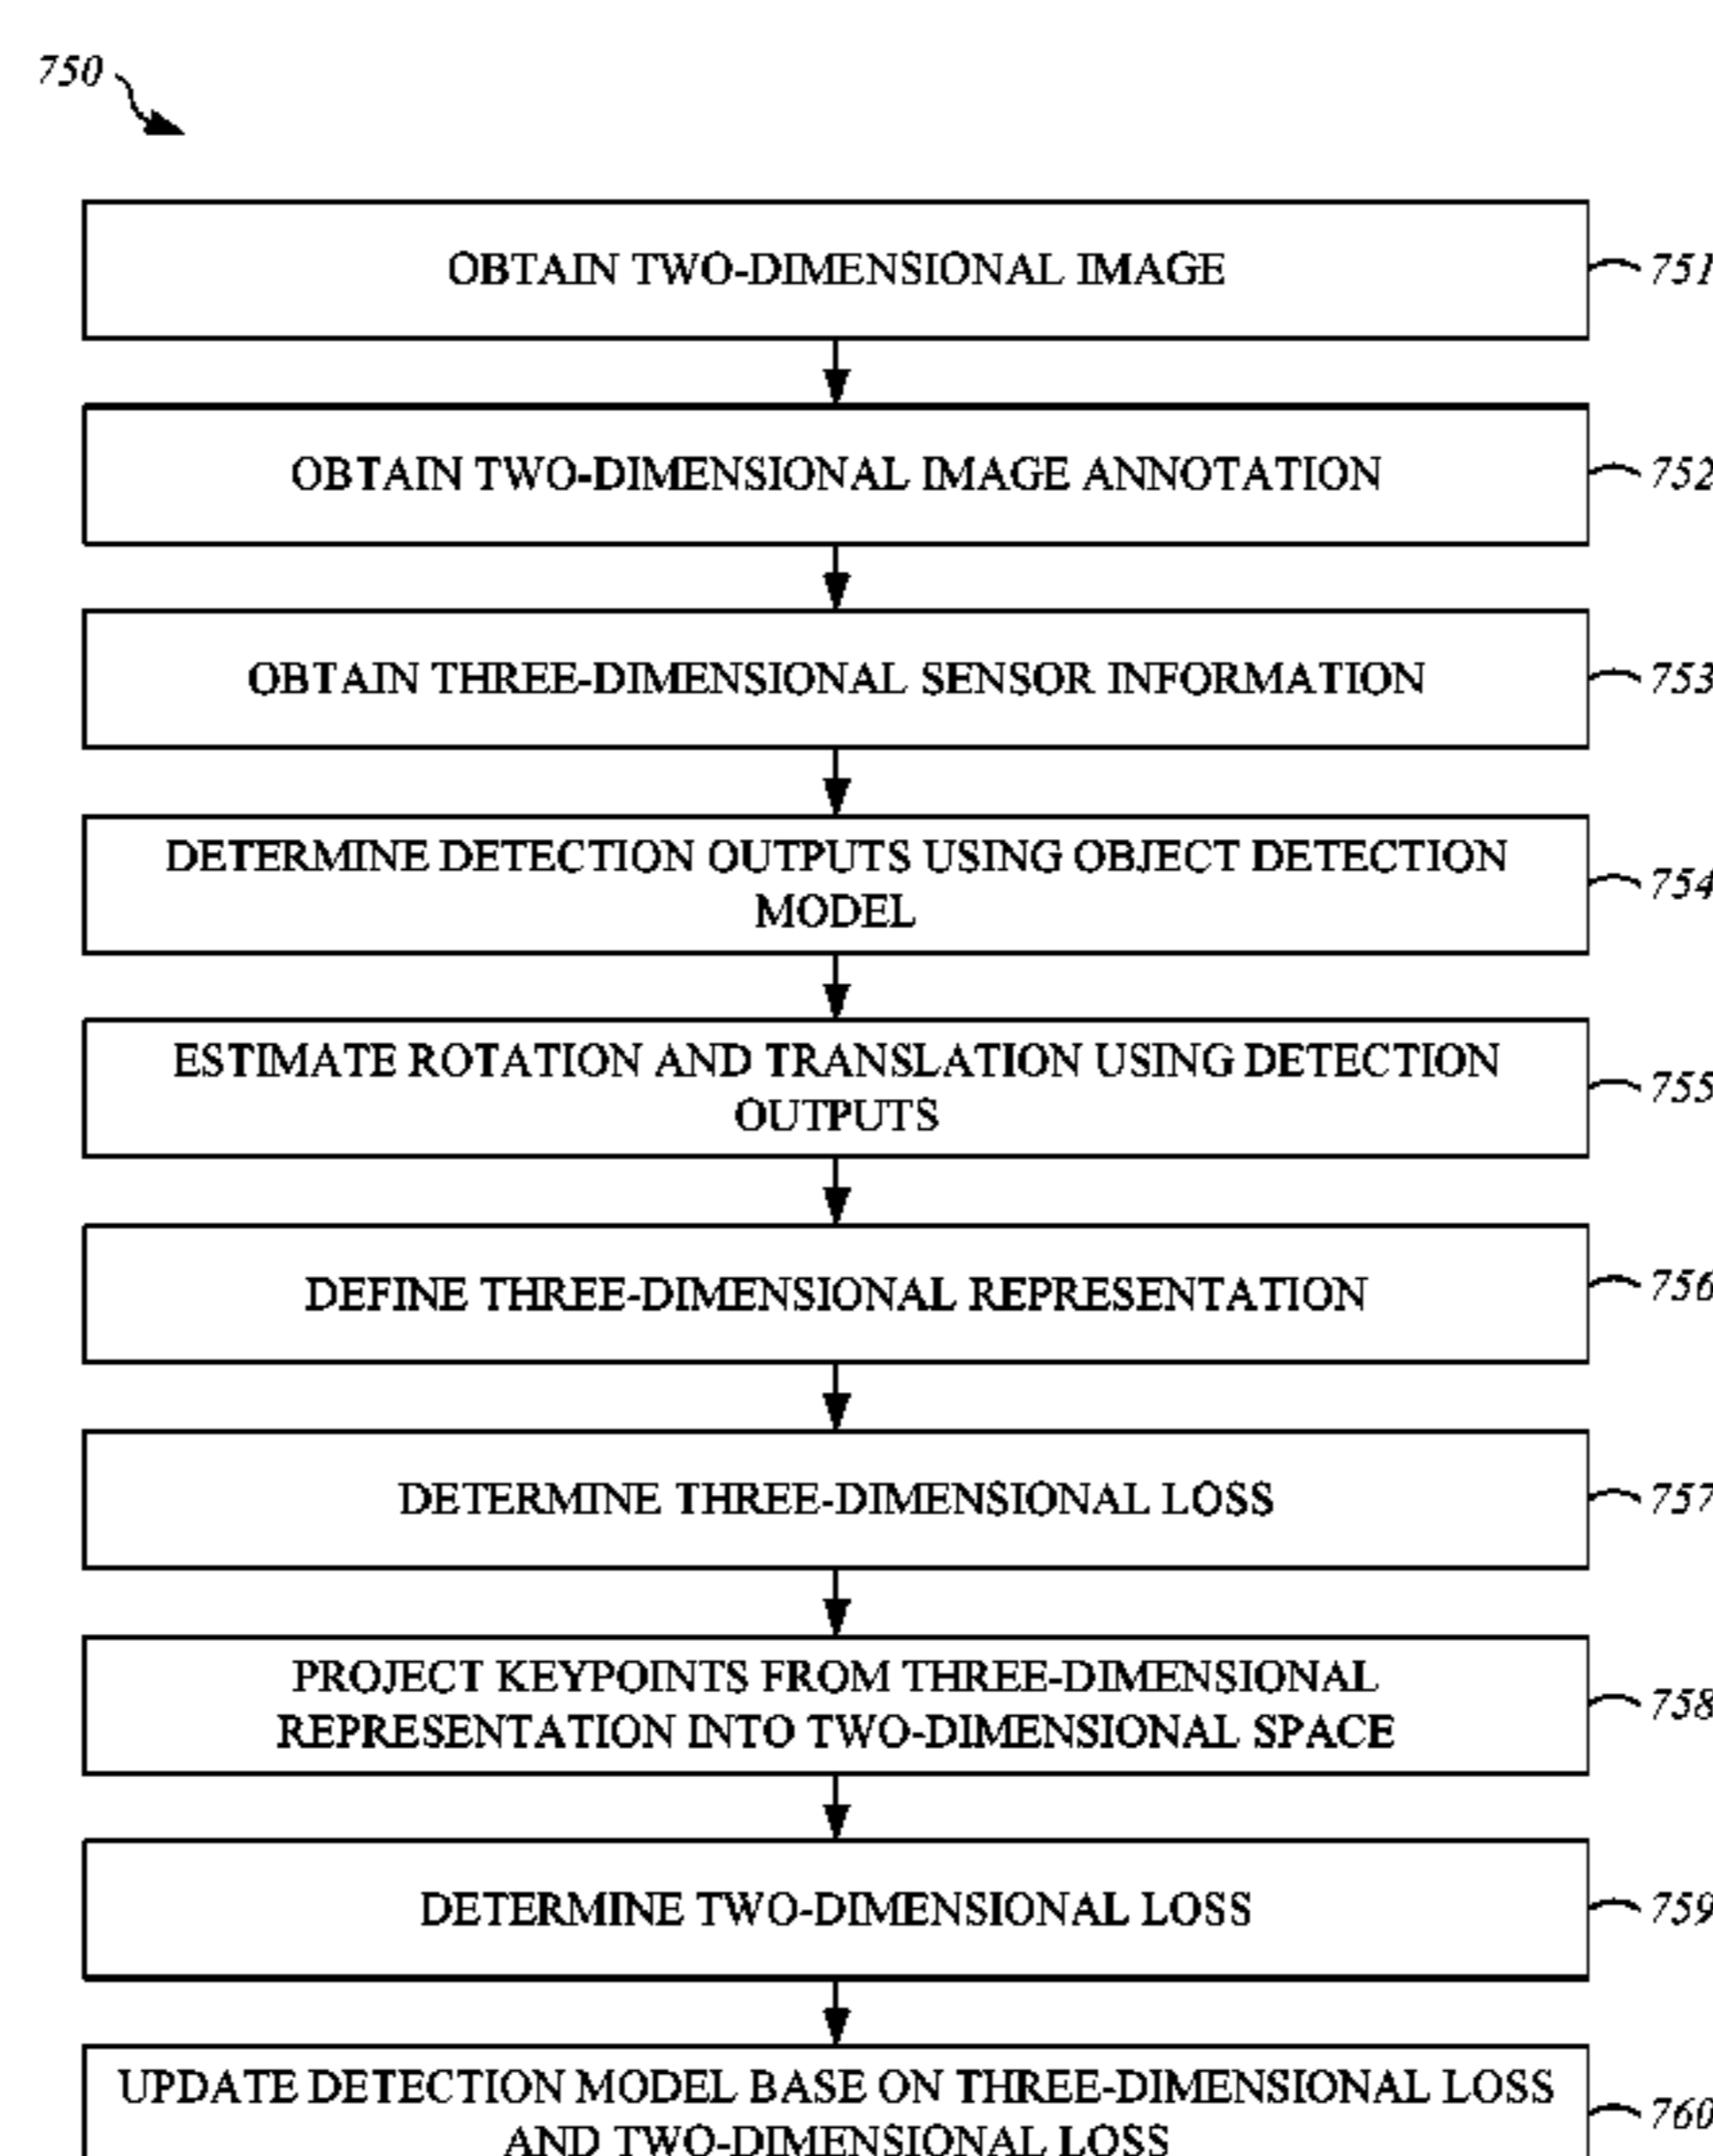 750
OBTAIN TWO-DIMENSIONAL IMAGE
751
OBTAIN TWO-DIMENSIONAL IMAGE ANNOTATION
752
OBTAIN THREE-DIMENSIONAL SENSOR INFORMATION
753
DETERMINE DETECTION OUTPUTS USING OBJECT DETECTION
MODEL
754
ESTIMATE ROTATION AND TRANSLATION USING DETECTION
OUTPUTS
755
DEFINE THREE-DIMENSIONAL REPRESENTATION
756
DETERMINE THREE-DIMENSIONAL LOSS
757
PROJECT KEYPOINTS FROM THREE-DIMENSIONAL
REPRESENTATION INTO TWO-DIMENSIONAL SPACE
758
DETERMINE TWO-DIMENSIONAL LOSS
759
UPDATE DETECTION MODEL BASE ON THREE-DIMENSIONAL LOSS
AND TWO-DIMENSIONAL LOSS
760